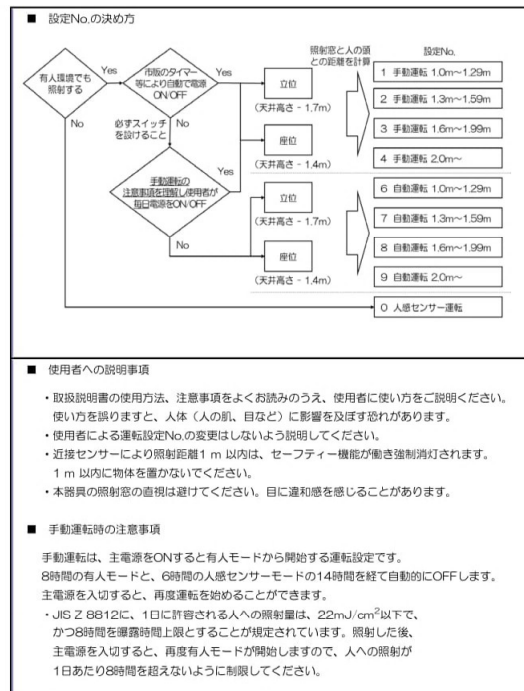 ■ 設定No.の決め方
有人環境でも
照射する
Yes
市販のタイマー
等により自動で電源
ON/OFF
Yes
立位
(天井高さ - 1.7m)
照射窓と人の頭
との距離を計算
設定No.
1 手動運転 1.0m～1.29m
2 手動運転 1.3m～1.59m
3 手動運転 1.6m～1.99m
4 手動運転 2.0m～
No
必ずスイッチ
を設けること
No
座位
(天井高さ - 1.4m)
手動運転の
注意事項を理解し使用者が
毎日電源をON/OFF
Yes
No
立位
(天井高さ - 1.7m)
座位
(天井高さ - 1.4m)
6 自動運転 1.0m～1.29m
7 自動運転 1.3m～1.59m
8 自動運転 1.6m～1.99m
9 自動運転 2.0m～
0 人感センサー運転
■ 使用者への説明事項
・取扱説明書の使用方法、注意事項をよくお読みのうえ、使用者に使い方をご説明ください。
使い方を誤りますと、人体（人の肌、目など）に影響を及ぼす恐れがあります。
・使用者による運転設定No.の変更はしないよう説明してください。
・近接センサーにより照射距離1 m 以内は、セーフティー機能が働き強制消灯されます。
1 m 以内に物体を置かないでください。
・本器具の照射窓の直視は避けてください。目に違和感を感じることがあります。
■ 手動運転時の注意事項
手動運転は、主電源をONすると有人モードから開始する運転設定です。
8時間の有人モードと、6時間の人感センサーモードの14時間を経て自動的にOFFします。
主電源を入切すると、再度運転を始めることができます。
・JIS Z 8812に、1日に許容される人への照射量は、22mJ/cm²以下で、
かつ8時間を曝露時間上限とすることが規定されています。照射した後、
主電源を入切すると、再度有人モードが開始しますので、人への照射が
1日あたり8時間を超えないように制限してください。